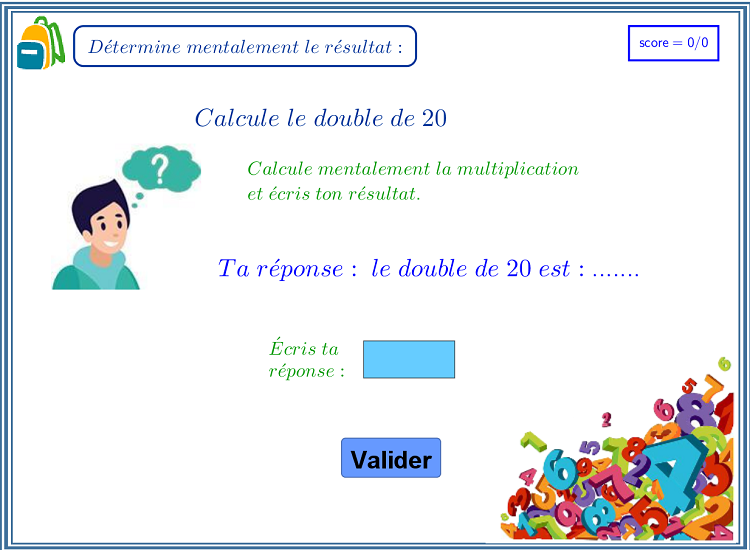 Détermine mentalement le résultat :
score = 0/0
Calcule le double de 20
?
Calcule mentalement la multiplication
et écris ton résultat.
Ta réponse : le double de 20 est : .......
Écris ta
réponse :
Valider